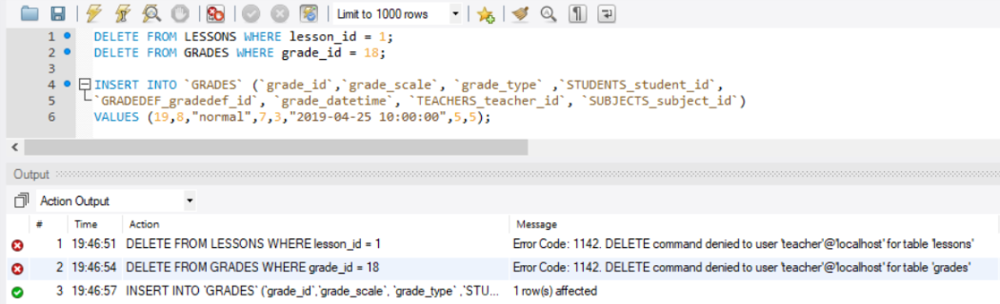 Limit to 1000 rows
1 DELETE FROM LESSONS WHERE lesson_id = 1;
2 DELETE FROM GRADES WHERE grade_id = 18;
3
4 INSERT INTO `GRADES` (`grade_id`,`grade_scale`, `grade_type` ,`STUDENTS_student_id`,
5 `GRADEDEF_gradedef_id`, `grade_datetime`, `TEACHERS_teacher_id`, `SUBJECTS_subject_id`)
6 VALUES (19,8,"normal",7,3,"2019-04-25 10:00:00",5,5);
Output
Action Output
# Time Action Message
1 19:46:51 DELETE FROM LESSONS WHERE lesson_id = 1 Error Code: 1142. DELETE command denied to user 'teacher'@'localhost' for table 'lessons'
2 19:46:54 DELETE FROM GRADES WHERE grade_id = 18 Error Code: 1142. DELETE command denied to user 'teacher'@'localhost' for table 'grades'
3 19:46:57 INSERT INTO `GRADES` (`grade_id`,`grade_scale`, `grade_type` ,`STU... 1 row(s) affected